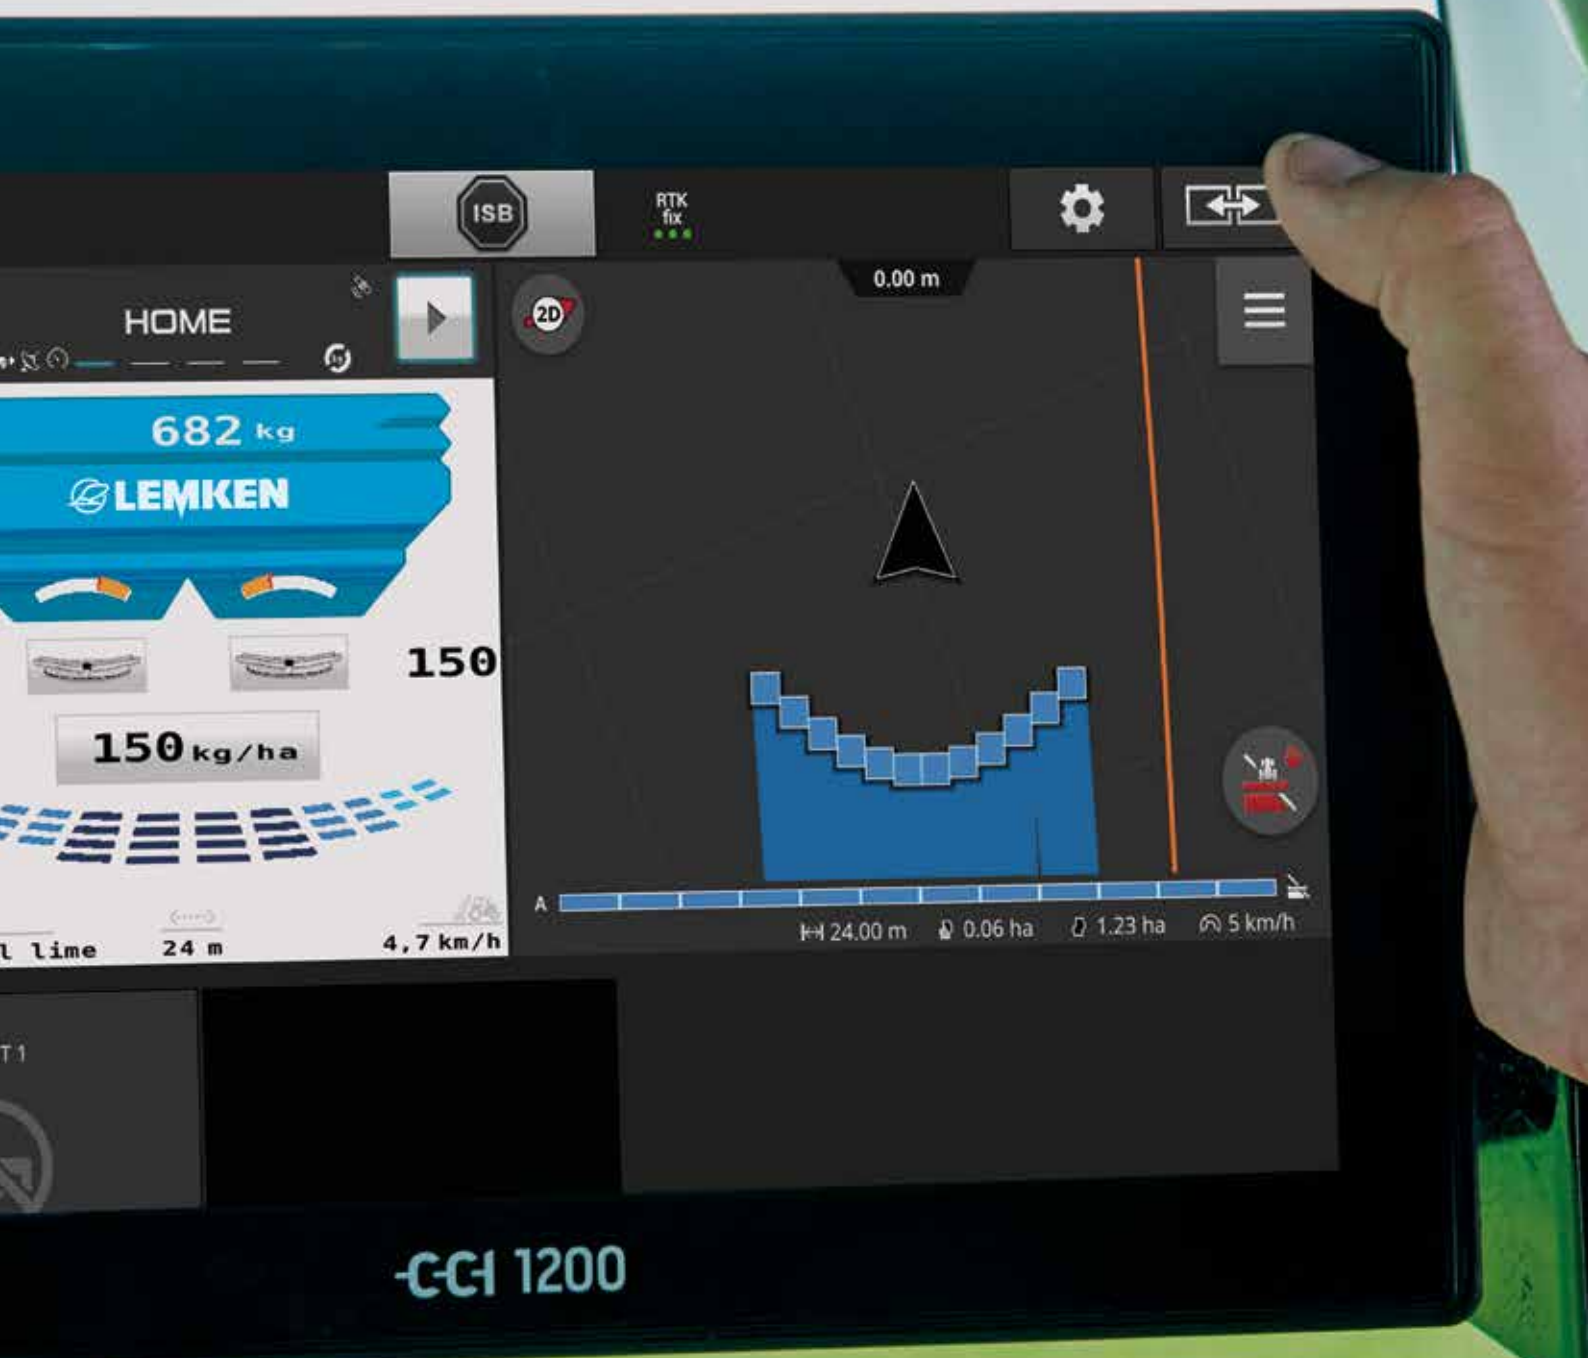 ISB
RTK
fix
HOME
2D
0.00 m
682 kg
LEMKEN
150
150 kg/ha
A
24.00 m 0.06 ha 1.23 ha 5 km/h
l lime 24 m 4,7 km/h
T 1
CCI 1200